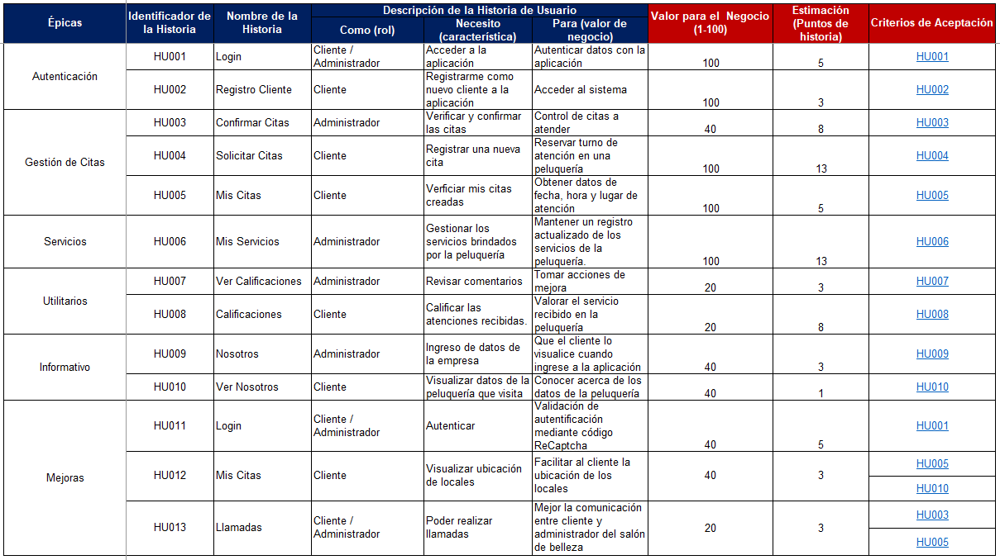 Épicas
Identificador de
la Historia
Nombre de la
Historia
Descripción de la Historia de Usuario
Como (rol)
Necesito
(característica)
Para (valor de
negocio)
Valor para el Negocio
(1-100)
Estimación
(Puntos de
historia)
Criterios de Aceptación
Autenticación
HU001
Login
Cliente /
Administrador
Acceder a la
aplicación
Autenticar datos con la
aplicación
100
5
HU001
HU002
Registro Cliente
Cliente
Registrarme como
nuevo cliente a la
aplicación
Acceder al sistema
100
3
HU002
Gestión de Citas
HU003
Confirmar Citas
Administrador
Verificar y confirmar
las citas
Control de citas a
atender
40
8
HU003
HU004
Solicitar Citas
Cliente
Registrar una nueva
cita
Reservar turno de
atención en una
peluquería
100
13
HU004
HU005
Mis Citas
Cliente
Verficiar mis citas
creadas
Obtener datos de
fecha, hora y lugar de
atención
100
5
HU005
Servicios
HU006
Mis Servicios
Administrador
Gestionar los
servicios brindados
por la peluquería
Mantener un registro
actualizado de los
servicios de la
peluquería.
100
13
HU006
Utilitarios
HU007
Ver Calificaciones
Administrador
Revisar comentarios
Tomar acciones de
mejora
20
3
HU007
HU008
Calificaciones
Cliente
Calificar las
atenciones recibidas.
Valorar el servicio
recibido en la
peluquería
20
8
HU008
Informativo
HU009
Nosotros
Administrador
Ingreso de datos de
la empresa
Que el cliente lo
visualice cuando
ingrese a la aplicación
40
3
HU009
HU010
Ver Nosotros
Cliente
Visualizar datos de la
peluquería que visita
Conocer acerca de los
datos de la peluquería
40
1
HU010
Mejoras
HU011
Login
Cliente /
Administrador
Autenticar
Validación de
autentificación
mediante código
ReCaptcha
40
5
HU001
HU012
Mis Citas
Cliente
Visualizar ubicación
de locales
Facilitar al cliente la
ubicación de los
locales
40
3
HU005
HU010
HU013
Llamadas
Cliente /
Administrador
Poder realizar
llamadas
Mejor la comunicación
entre cliente y
administrador del salón
de belleza
20
3
HU003
HU005